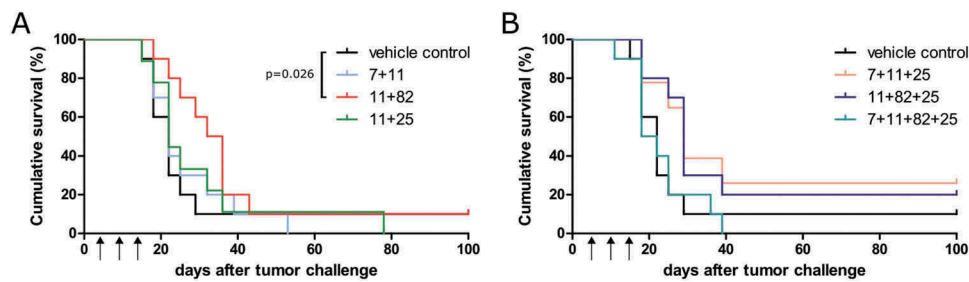 A
Cumulative survival (%)
100
80
60
40
20
0
0 20 40 60 80 100
days after tumor challenge
p=0.026
vehicle control
7+11
11+82
11+25
B
Cumulative survival (%)
100
80
60
40
20
0
0 20 40 60 80 100
days after tumor challenge
vehicle control
7+11+25
11+82+25
7+11+82+25